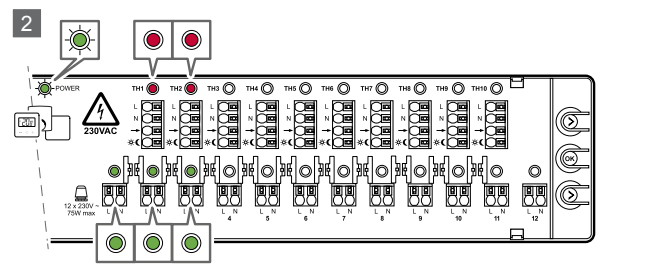 2
POWER
TH1 TH2 TH3 TH4 TH5 TH6 TH7 TH8 TH9 TH10
L
N
230VAC
OK
12 x 230V ~
75W max
L N L N L N L N L N L N L N L N L N L N L N L N
4 5 6 7 8 9 10 11 12